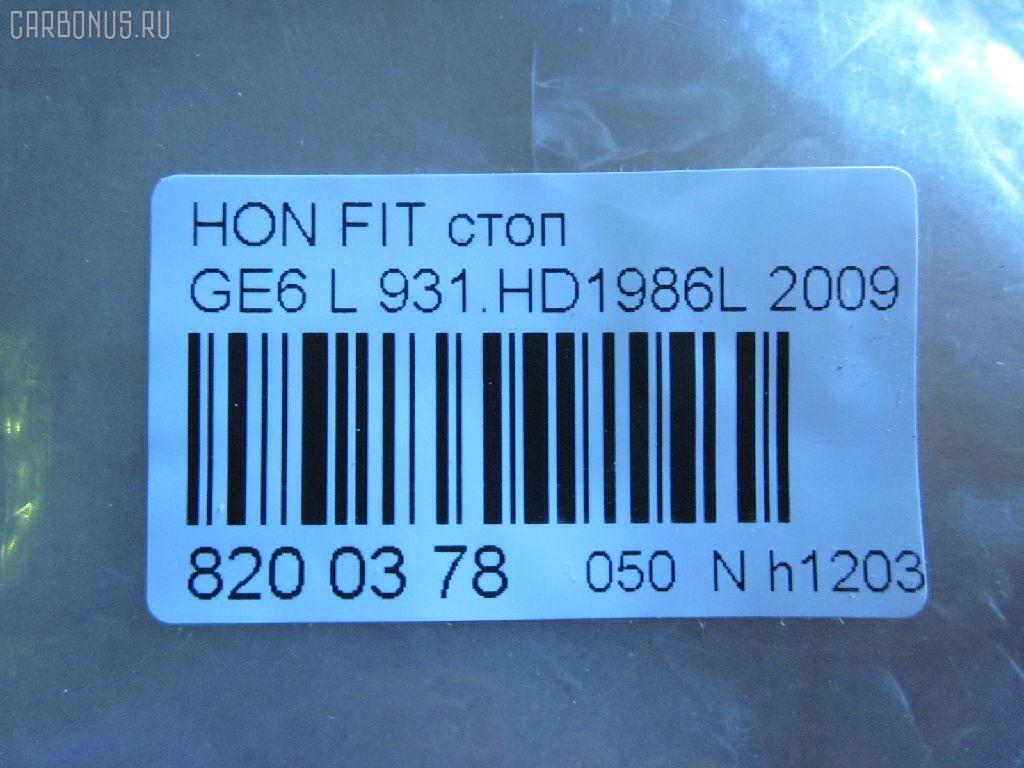 CARBONUS.RU
HON FIT стоп
GE6 L 931.HD1986L 2009
820 03 78 050 N h1203